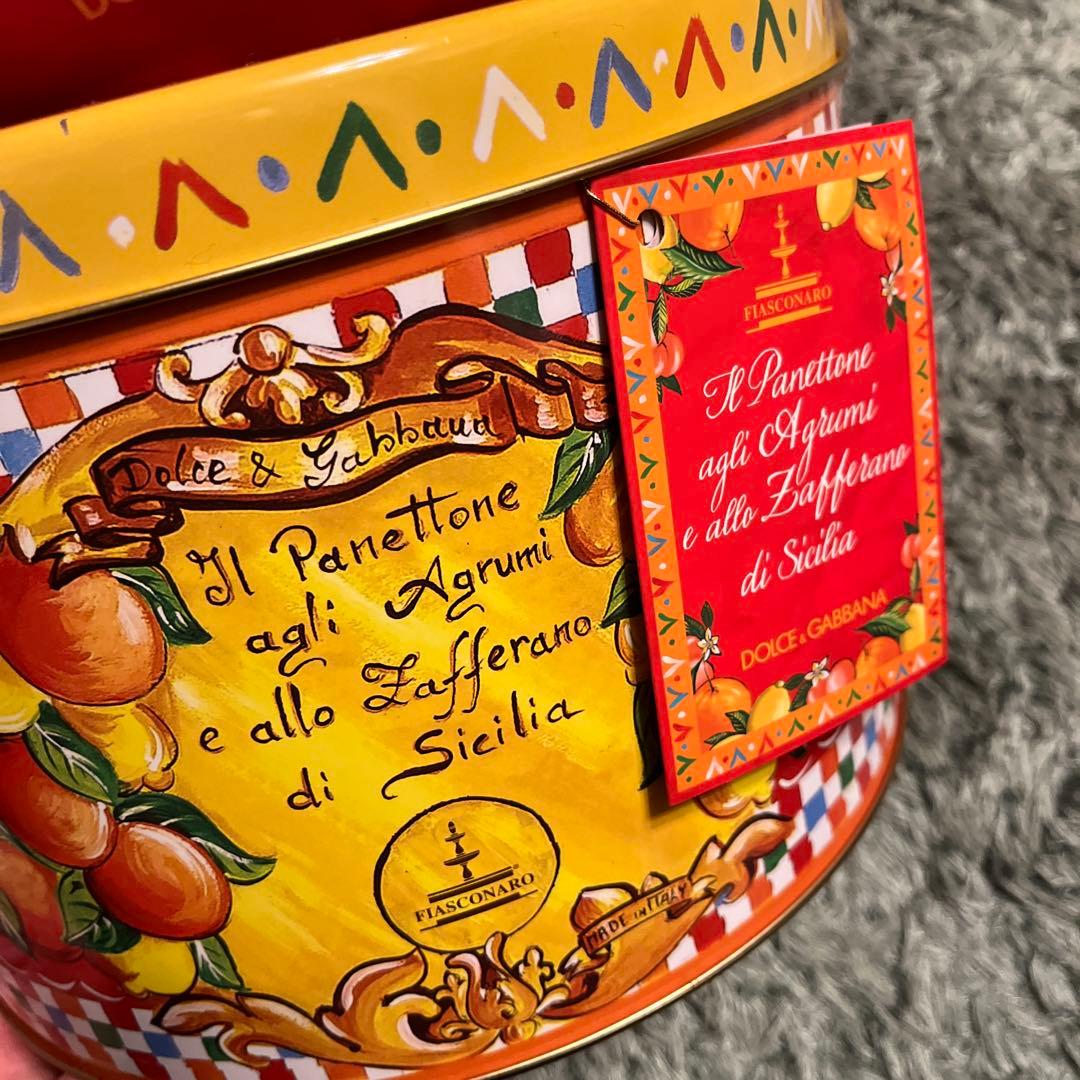 Dolce & Gabbana
Il Panettone
agli Agrumi
e allo Zafferano
di Sicilia
FIASCONARO
MADE IN ITALY
FIASCONARO
Il Panettone
agli Agrumi
e allo Zafferano
di Sicilia
DOLCE & GABBANA